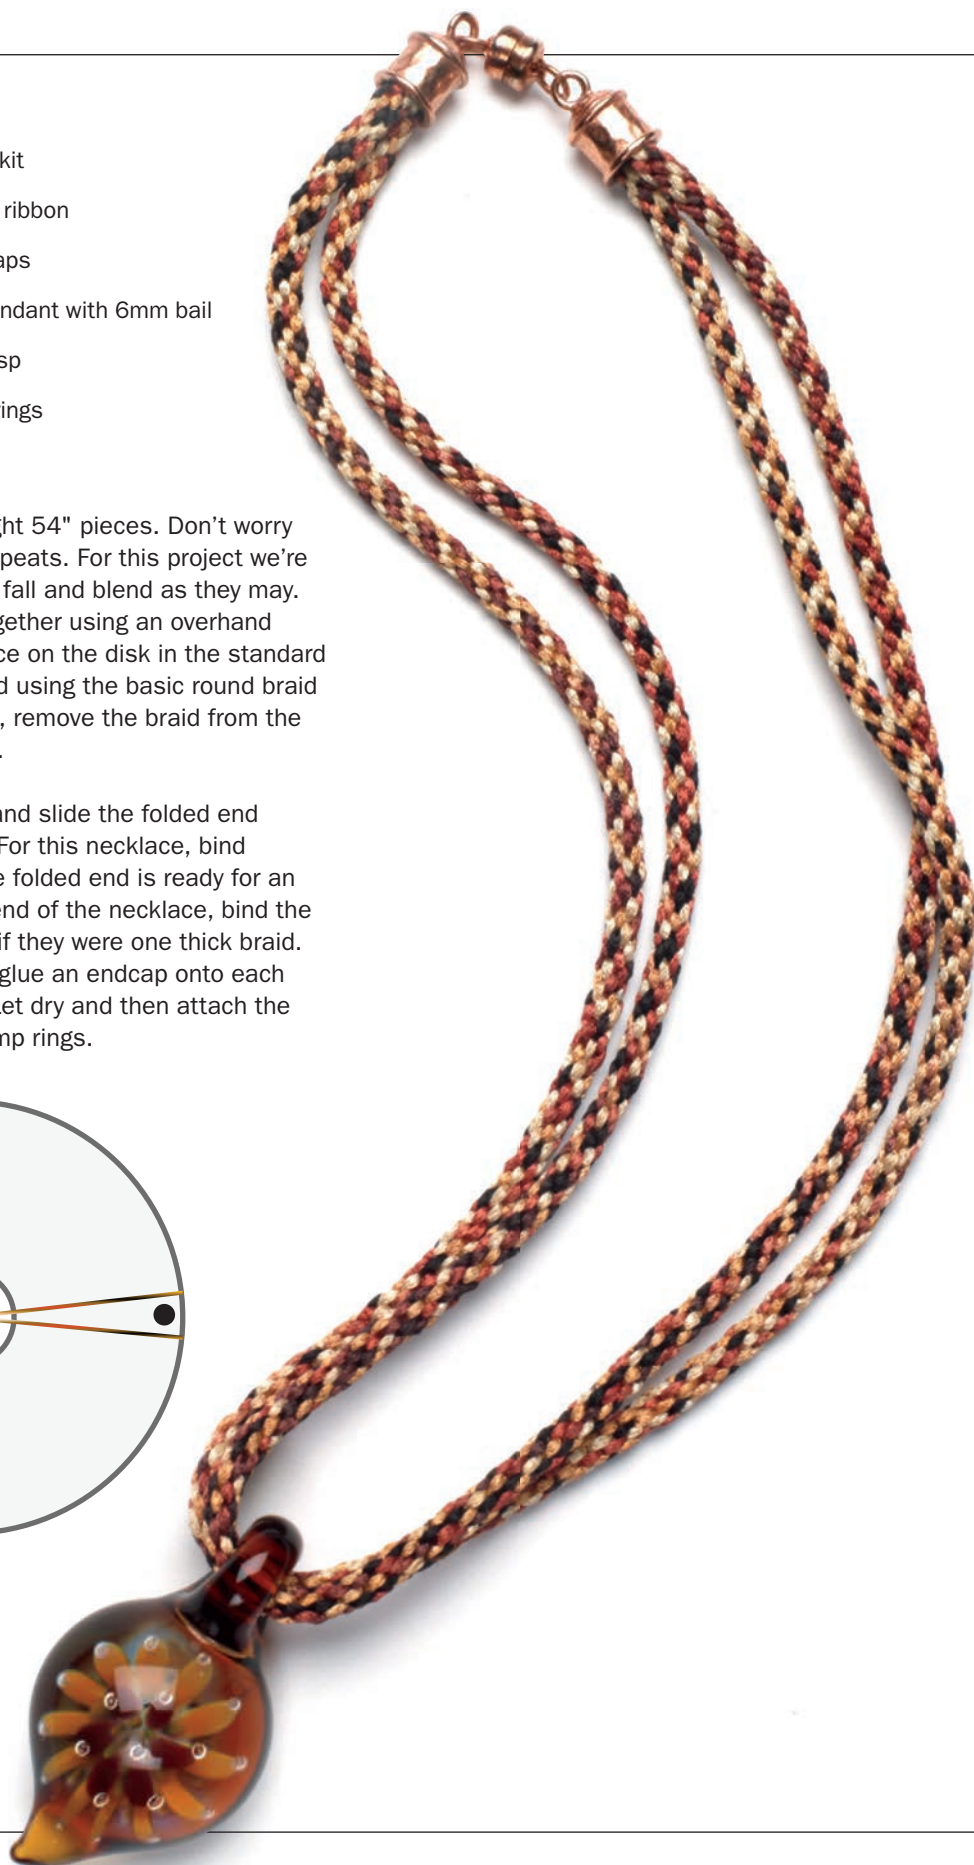 kit
ribbon
aps
ndant with 6mm bail
sp
ings
ght 54" pieces. Don’t worry
peats. For this project we’re
fall and blend as they may.
gether using an overhand
ce on the disk in the standard
d using the basic round braid
, remove the braid from the
.
and slide the folded end
For this necklace, bind
e folded end is ready for an
end of the necklace, bind the
if they were one thick braid.
glue an endcap onto each
Let dry and then attach the
mp rings.